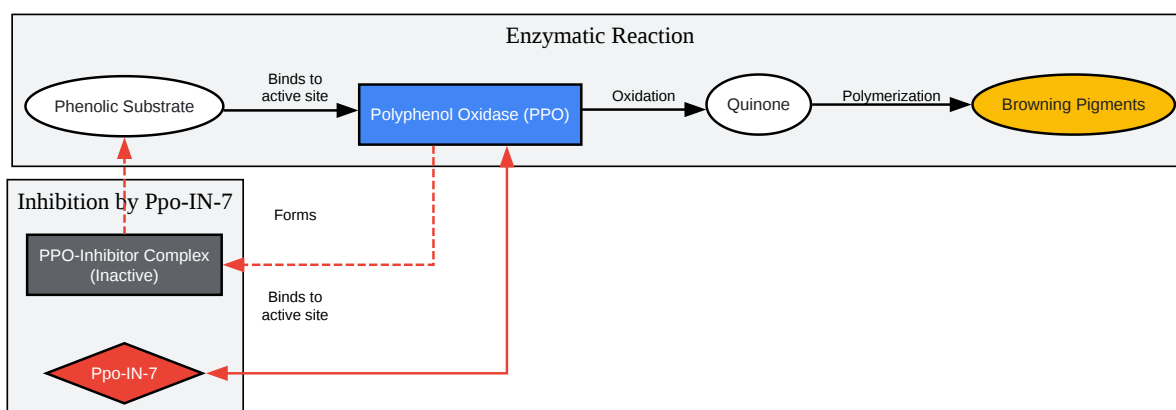 Enzymatic Reaction
Phenolic Substrate
Binds to
active site
Polyphenol Oxidase (PPO)
Oxidation
Quinone
Polymerization
Browning Pigments
Inhibition by Ppo-IN-7
Forms
PPO-Inhibitor Complex
(Inactive)
Binds to
active site
Ppo-IN-7